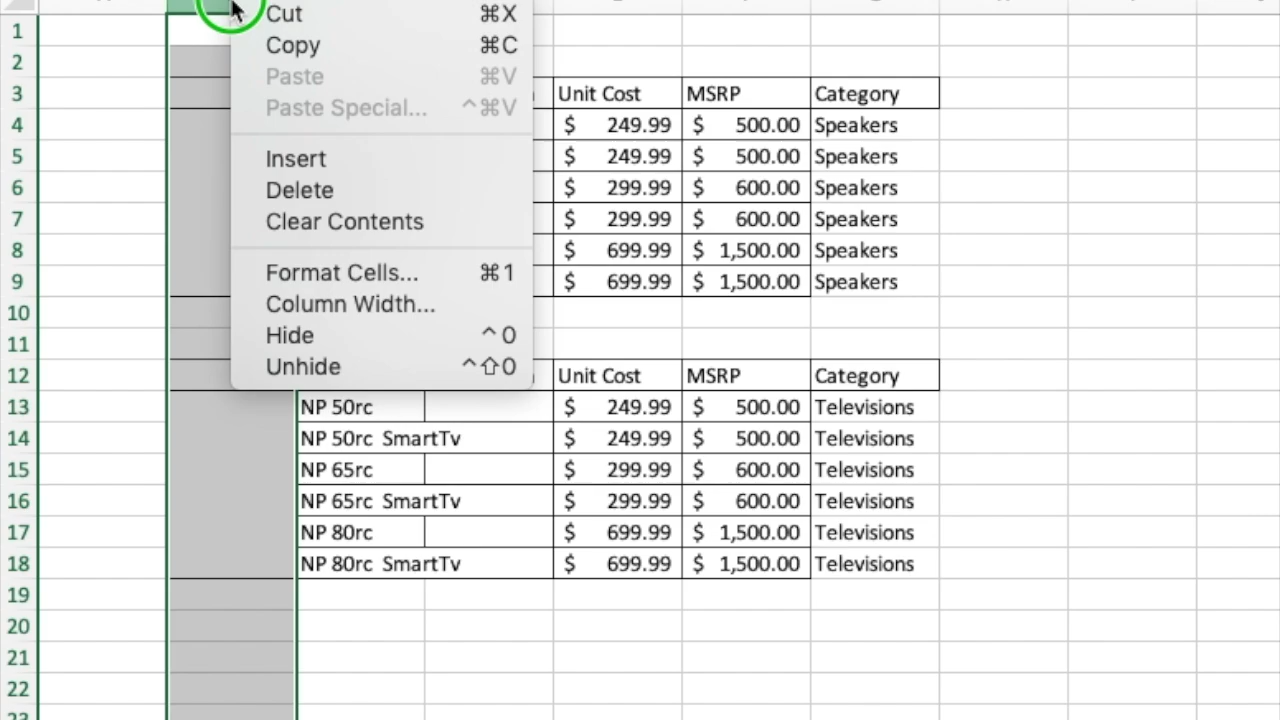 Cut ⌘X
1
Copy ⌘C
2
Paste ⌘V
3 Unit Cost MSRP Category
Paste Special... ^⌘V
4 $ 249.99 $ 500.00 Speakers
5 Insert $ 249.99 $ 500.00 Speakers
6 Delete $ 299.99 $ 600.00 Speakers
7 Clear Contents $ 299.99 $ 600.00 Speakers
8 $ 699.99 $ 1,500.00 Speakers
9 Format Cells... ⌘1 $ 699.99 $ 1,500.00 Speakers
10 Column Width...
11 Hide ^0
12 Unhide ^⇧0 Unit Cost MSRP Category
13 NP 50rc $ 249.99 $ 500.00 Televisions
14 NP 50rc SmartTv $ 249.99 $ 500.00 Televisions
15 NP 65rc $ 299.99 $ 600.00 Televisions
16 NP 65rc SmartTv $ 299.99 $ 600.00 Televisions
17 NP 80rc $ 699.99 $ 1,500.00 Televisions
18 NP 80rc SmartTv $ 699.99 $ 1,500.00 Televisions
19
20
21
22
23